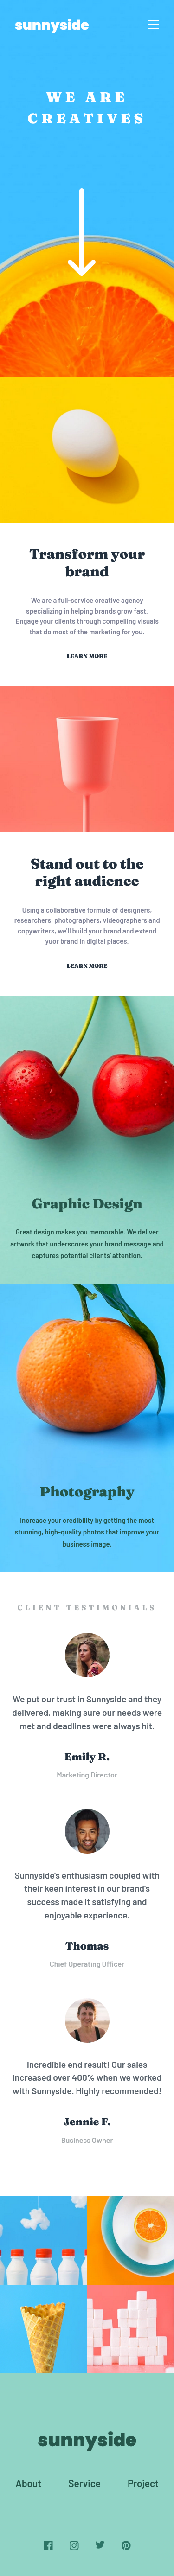 sunnyside
WE ARE
CREATIVES
Transform your
brand
We are a full-service creative agency
specializing in helping brands grow fast.
Engage your clients through compelling visuals
that do most of the marketing for you.
LEARN MORE
Stand out to the
right audience
Using a collaborative formula of designers,
researchers, photographers, videographers and
copywriters, we'll build your brand and extend
your brand in digital places.
LEARN MORE
Graphic Design
Great design makes you memorable. We deliver
artwork that underscores your brand message and
captures potential clients' attention.
Photography
Increase your credibility by getting the most
stunning, high-quality photos that improve your
business image.
CLIENT TESTIMONIALS
We put our trust in Sunnyside and they
delivered, making sure our needs were
met and deadlines were always hit.
Emily R.
Marketing Director
Sunnyside's enthusiasm coupled with
their keen interest in our brand's
success made it satisfying and
enjoyable experience.
Thomas
Chief Operating Officer
Incredible end result! Our sales
increased over 400% when we worked
with Sunnyside. Highly recommended!
Jennie F.
Business Owner
sunnyside
About Service Project